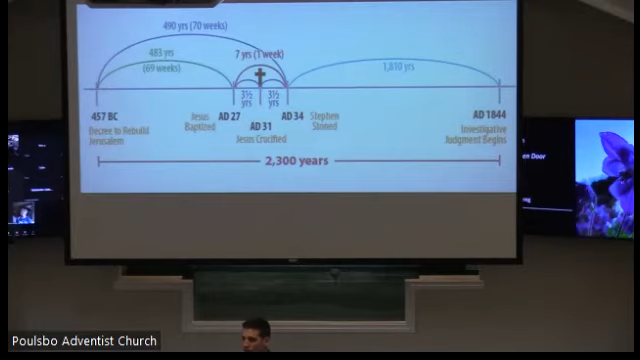 490 yrs (70 weeks)
483 yrs
(69 weeks)
7 yrs (1 week)
1,810 yrs
3½ yrs
3½ yrs
457 BC
Decree to Rebuild
Jerusalem
Jesus
Baptized
AD 27
AD 31
Jesus Crucified
AD 34
Stephen
Stoned
AD 1844
Investigative
Judgment Begins
2,300 years
en Door
Poulsbo Adventist Church